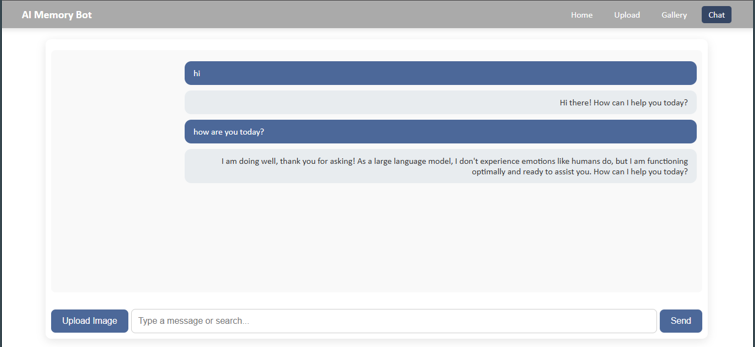 AI Memory Bot
Home Upload Gallery Chat
hi
Hi there! How can I help you today?
how are you today?
I am doing well, thank you for asking! As a large language model, I don't experience emotions like humans do, but I am functioning
optimally and ready to assist you. How can I help you today?
Upload Image Type a message or search... Send